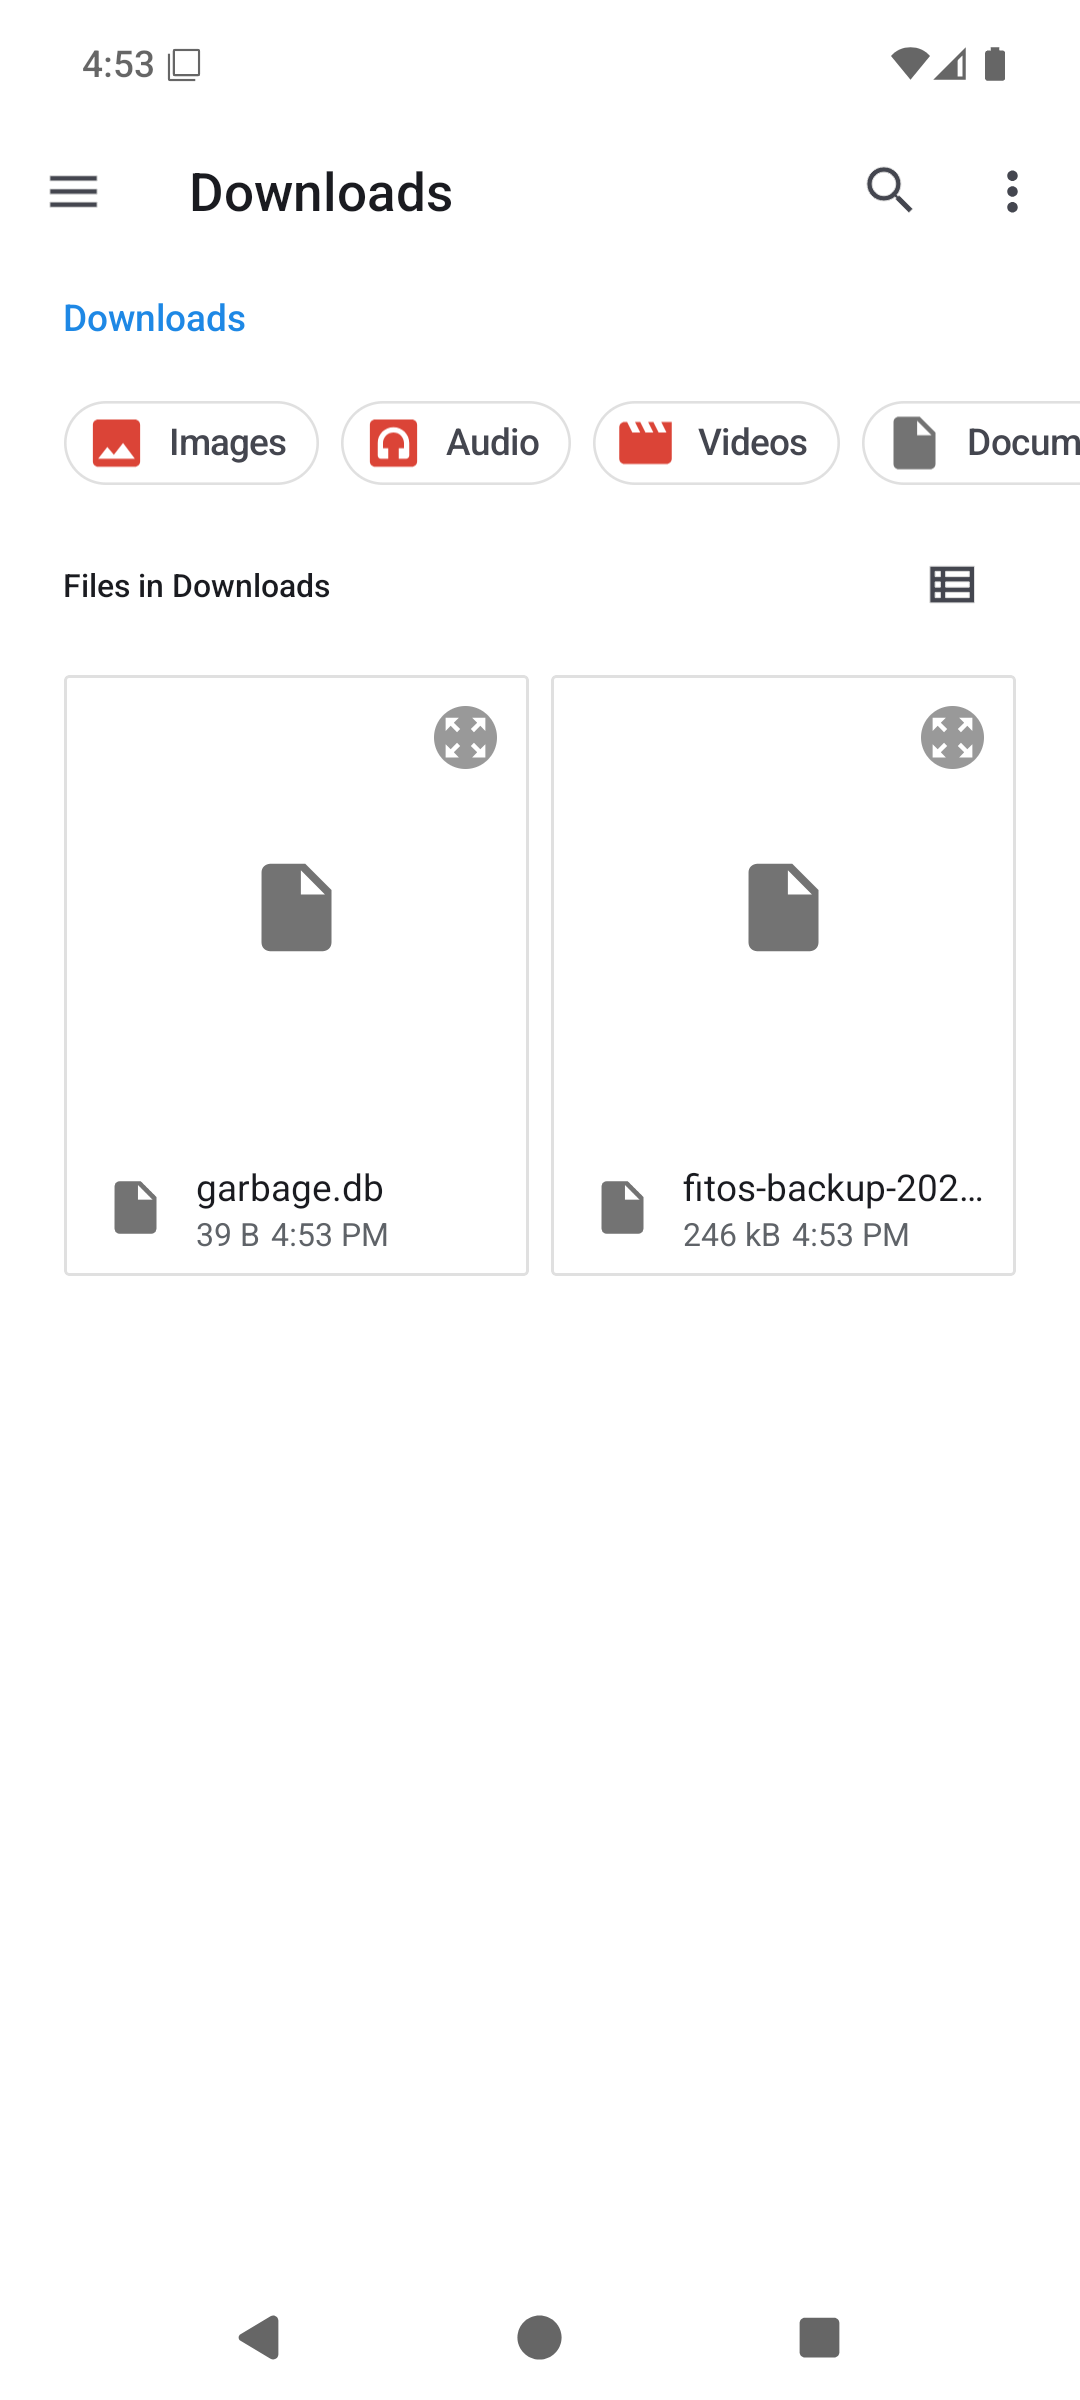 4:53
Downloads
Downloads
Images
Audio
Videos
Docum
Files in Downloads
garbage.db
39 B 4:53 PM
fitos-backup-202...
246 kB 4:53 PM